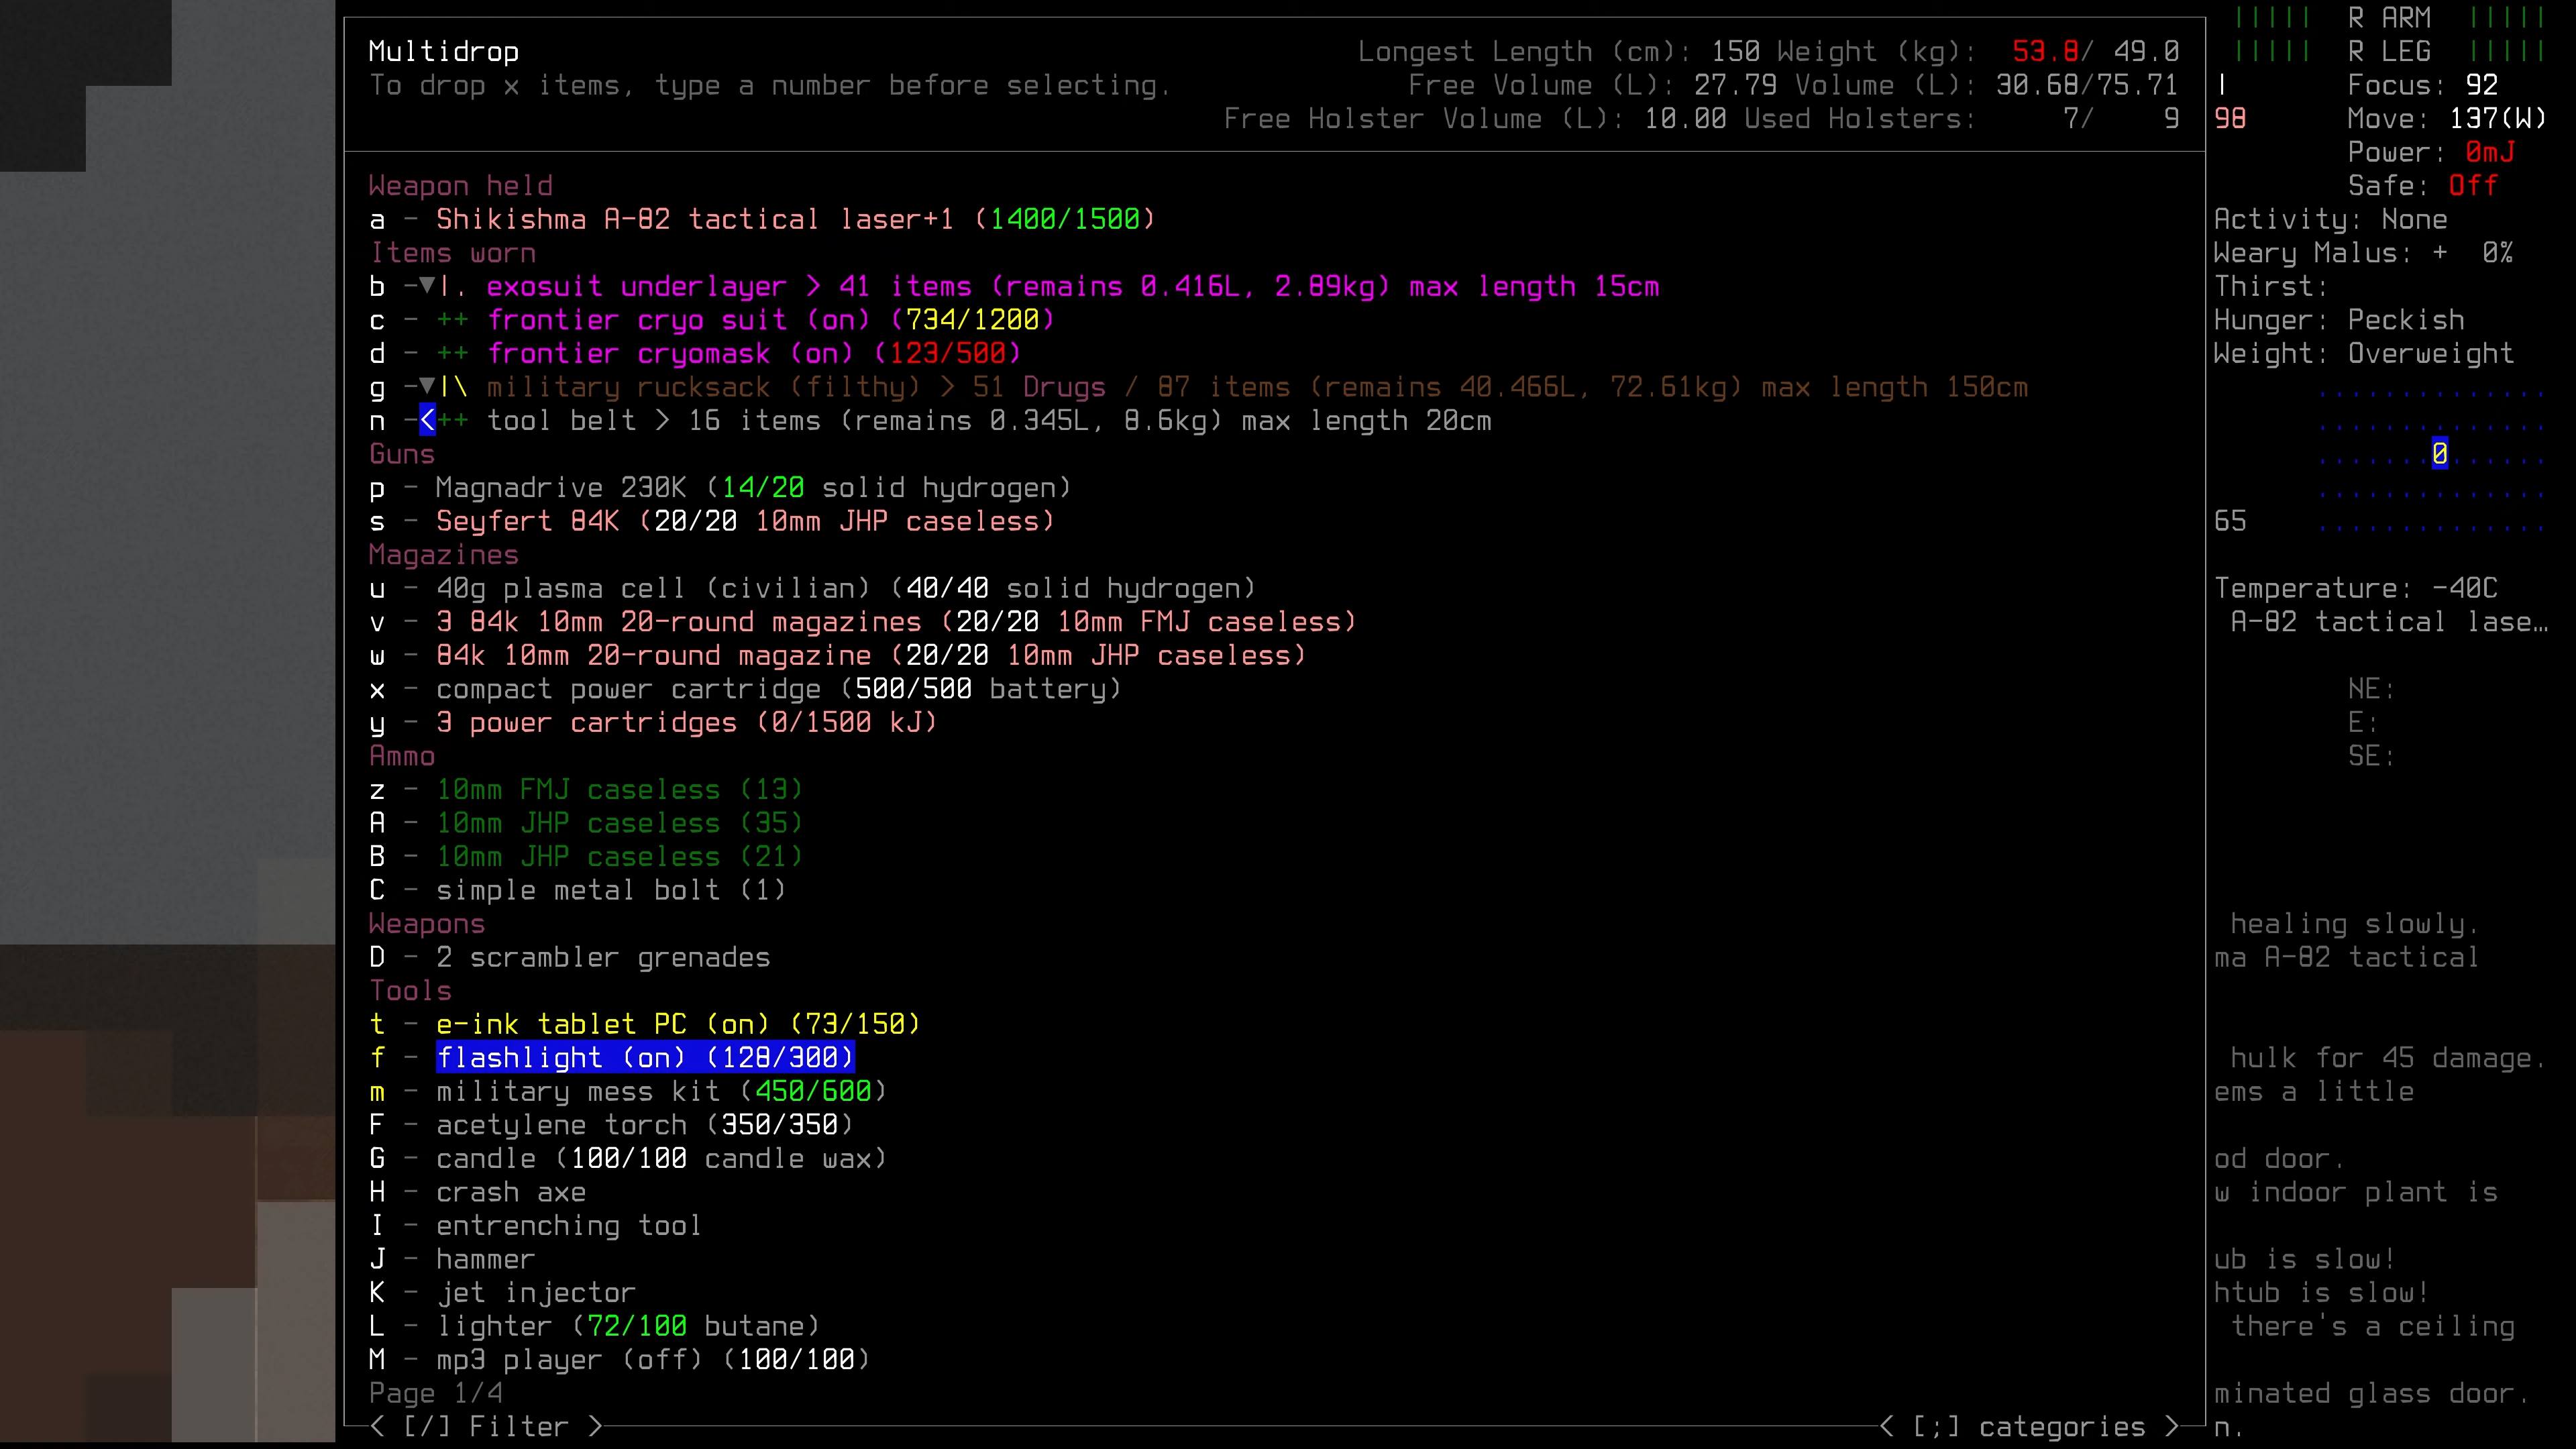 Multidrop
Longest Length (cm): 150 Weight (kg): 53.8/ 49.0
To drop x items, type a number before selecting.
Free Volume (L): 27.79 Volume (L): 30.68/75.71
Free Holster Volume (L): 10.00 Used Holsters: 7/ 9
Weapon held
a - Shikishma A-82 tactical laser+1 (1400/1500)
Items worn
b -▼|. exosuit underlayer > 41 items (remains 0.416L, 2.89kg) max length 15cm
c - ++ frontier cryo suit (on) (734/1200)
d - ++ frontier cryomask (on) (123/500)
g -▼|\ military rucksack (filthy) > 51 Drugs / 87 items (remains 40.466L, 72.61kg) max length 150cm
n -<++ tool belt > 16 items (remains 0.345L, 8.6kg) max length 20cm
Guns
p - Magnadrive 230K (14/20 solid hydrogen)
s - Seyfert 84K (20/20 10mm JHP caseless)
Magazines
u - 40g plasma cell (civilian) (40/40 solid hydrogen)
v - 3 84k 10mm 20-round magazines (20/20 10mm FMJ caseless)
w - 84k 10mm 20-round magazine (20/20 10mm JHP caseless)
x - compact power cartridge (500/500 battery)
y - 3 power cartridges (0/1500 kJ)
Ammo
z - 10mm FMJ caseless (13)
A - 10mm JHP caseless (35)
B - 10mm JHP caseless (21)
C - simple metal bolt (1)
Weapons
D - 2 scrambler grenades
Tools
t - e-ink tablet PC (on) (73/150)
f - flashlight (on) (128/300)
m - military mess kit (450/600)
F - acetylene torch (350/350)
G - candle (100/100 candle wax)
H - crash axe
I - entrenching tool
J - hammer
K - jet injector
L - lighter (72/100 butane)
M - mp3 player (off) (100/100)
Page 1/4
< [/] Filter >
< [;] categories >
||||| R ARM |||||
||||| R LEG |||||
| Focus: 92
98 Move: 137(W)
Power: 0mJ
Safe: Off
Activity: None
Weary Malus: + 0%
Thirst:
Hunger: Peckish
Weight: Overweight
0
65
Temperature: -40C
A-82 tactical lase…
NE:
E:
SE:
healing slowly.
ma A-82 tactical
hulk for 45 damage.
ems a little
od door.
w indoor plant is
ub is slow!
htub is slow!
there's a ceiling
minated glass door.
n.